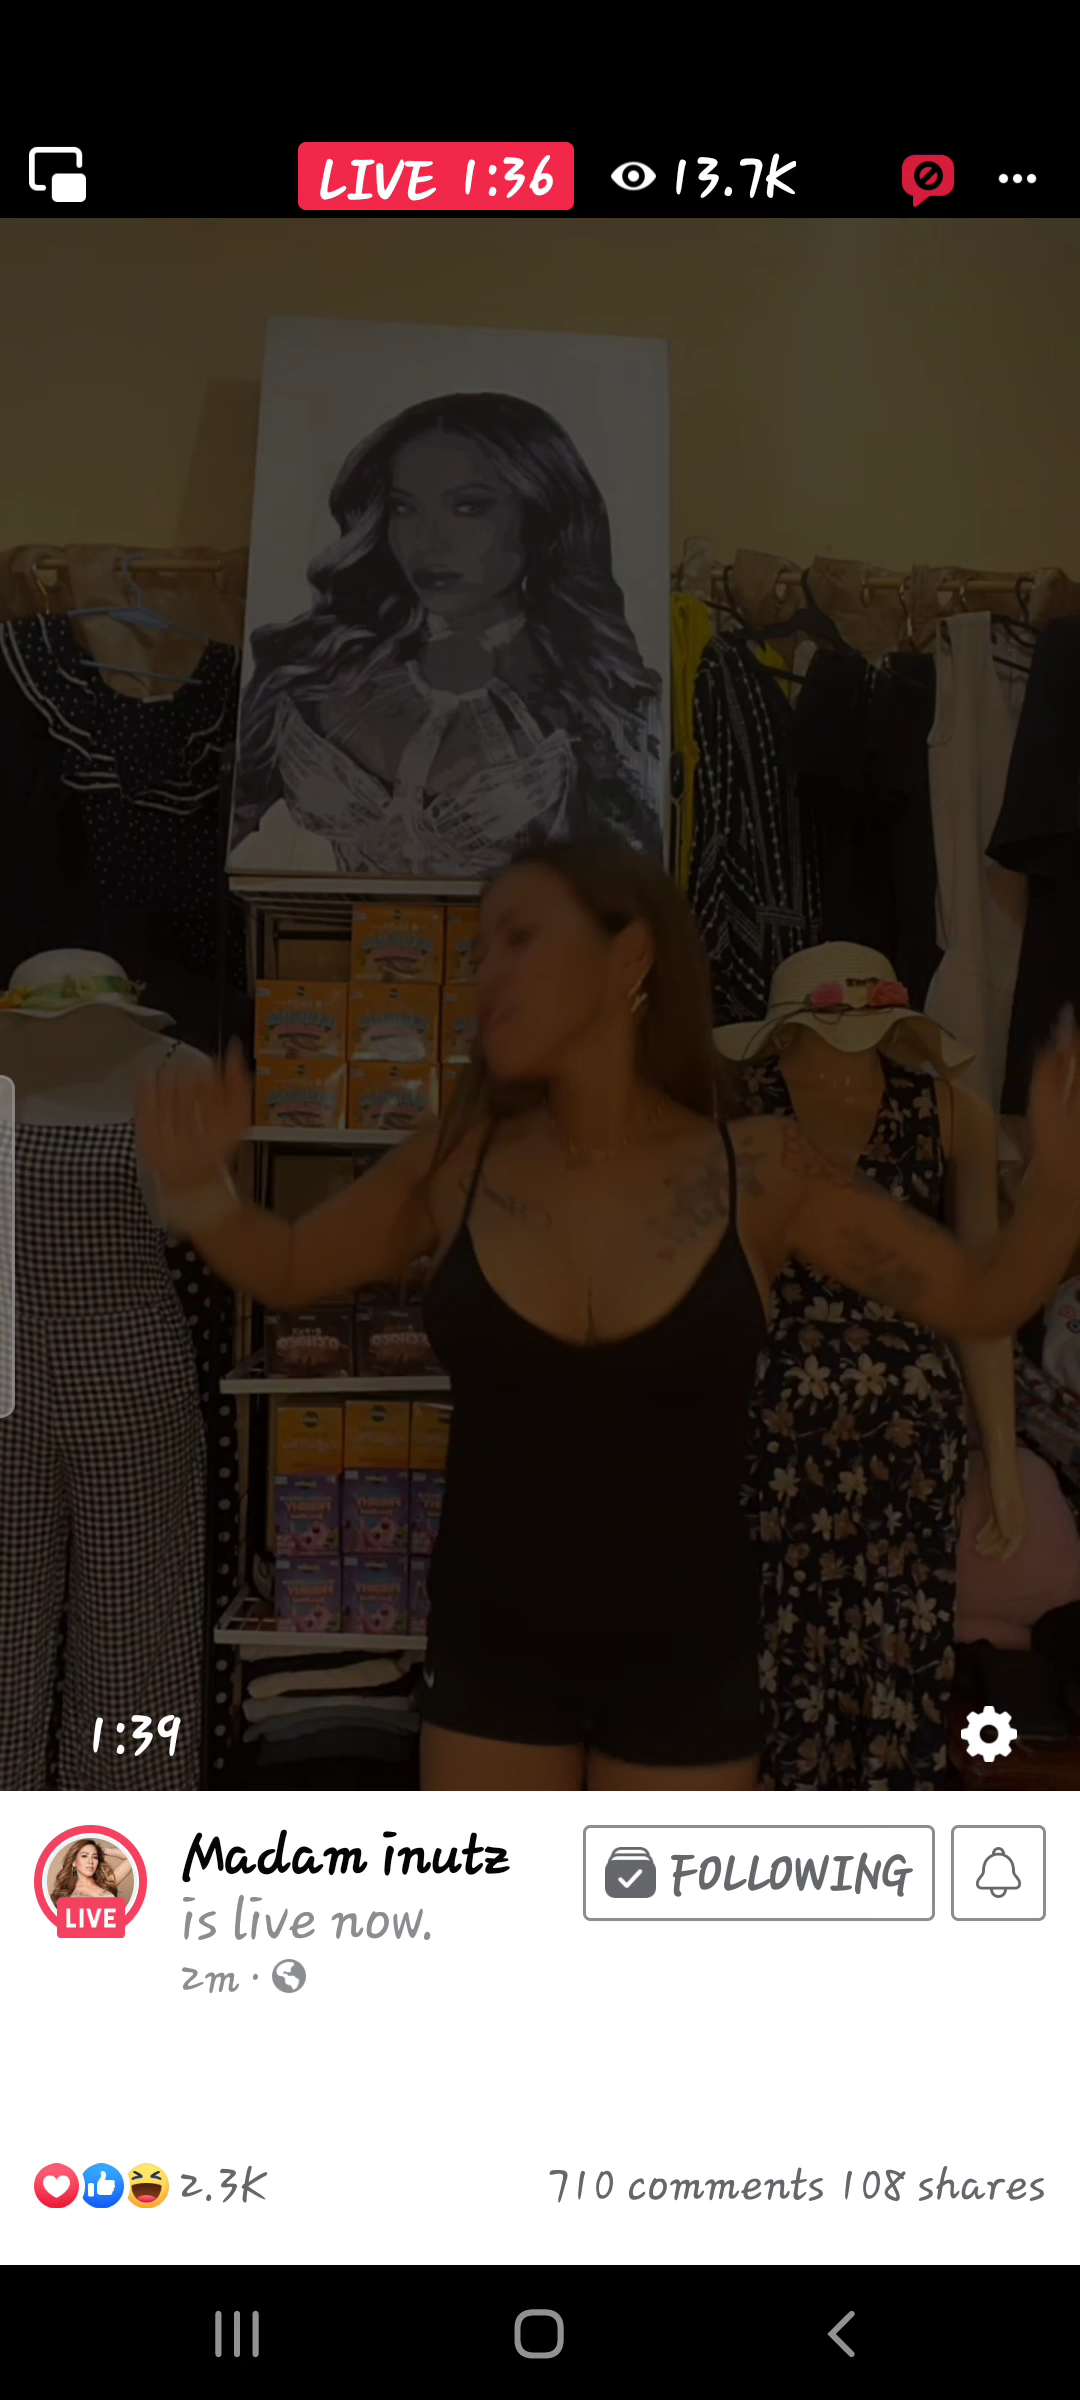 LIVE 1:36 13.7K
1:39
Madam inutz
FOLLOWING
is live now.
LIVE
2m ·
2.3K 710 comments 108 shares